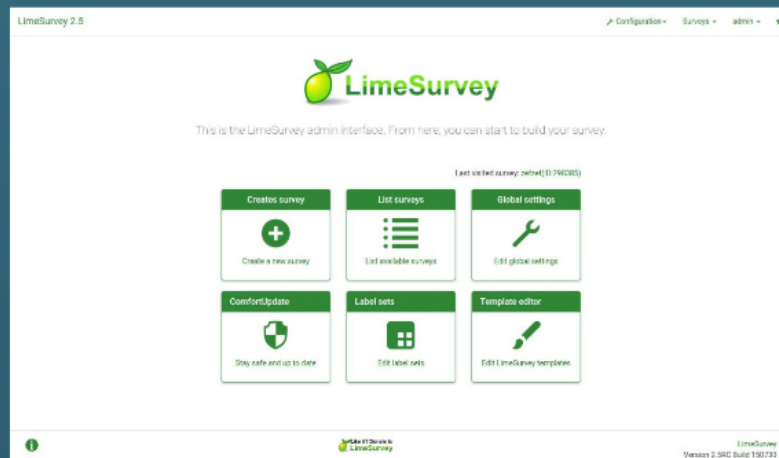 LimeSurvey 2.5
Configuration Surveys admin
LimeSurvey
This is the LimeSurvey admin interface. From here, you can start to build your survey.
Last visited survey: zefzef(ID:290385)
Creates survey List surveys Global settings
Create a new survey List available surveys Edit global settings
ComfortUpdate Label sets Template editor
Stay safe and up to date Edit label sets Edit LimeSurvey templates
LimeSurvey
LimeSurvey
Version 2.5RC Build 150730